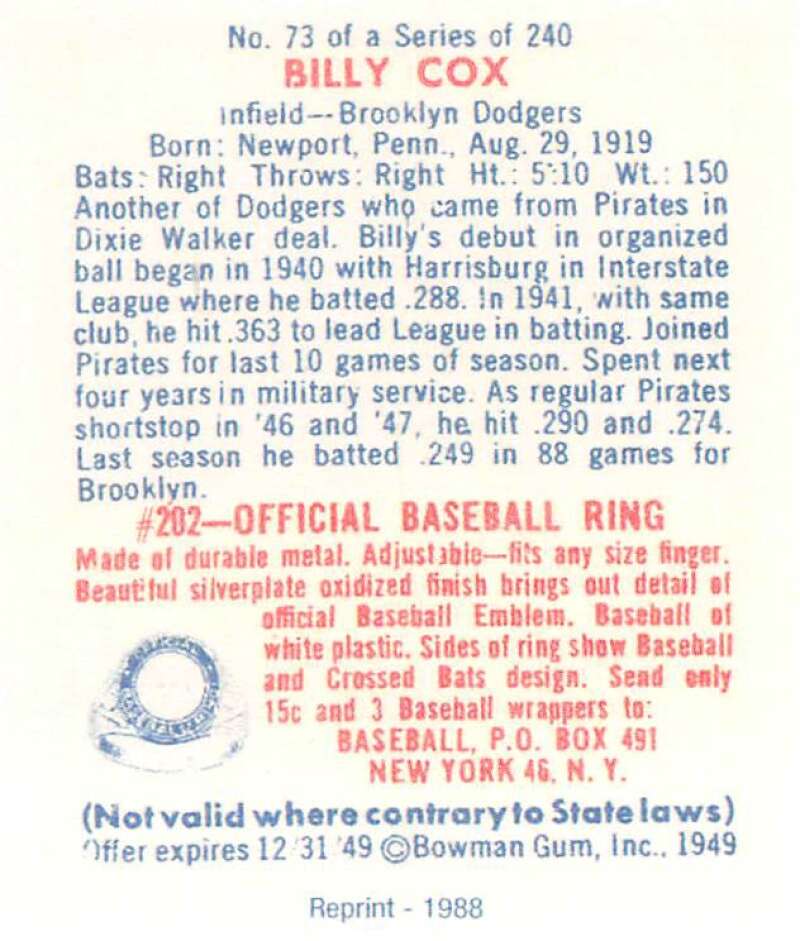 No. 73 of a Series of 240
BILLY COX
Infield--Brooklyn Dodgers
Born: Newport, Penn., Aug. 29, 1919
Bats: Right Throws: Right Ht.: 5':10 Wt.: 150
Another of Dodgers who came from Pirates in
Dixie Walker deal. Billy's debut in organized
ball began in 1940 with Harrisburg in Interstate
League where he batted .288. In 1941, with same
club, he hit .363 to lead League in batting. Joined
Pirates for last 10 games of season. Spent next
four years in military service. As regular Pirates
shortstop in '46 and '47, he hit .290 and .274.
Last season he batted .249 in 88 games for
Brooklyn.
#202—OFFICIAL BASEBALL RING
Made of durable metal. Adjustable—fits any size finger.
Beautiful silverplate oxidized finish brings out detail of
official Baseball Emblem. Baseball of
white plastic. Sides of ring show Baseball
and Crossed Bats design. Send only
15c and 3 Baseball wrappers to:
BASEBALL, P.O. BOX 491
NEW YORK 46, N. Y.
OFFICIAL
(Not valid where contrary to State laws)
Offer expires 12/31/49 ©Bowman Gum, Inc., 1949
Reprint - 1988